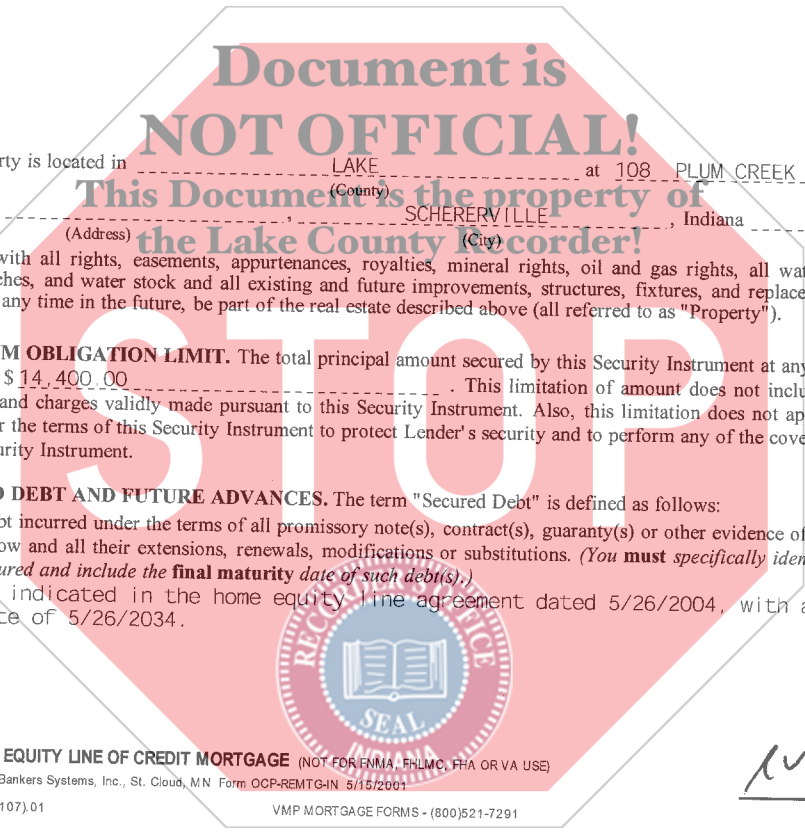 Document is
NOT OFFICIAL!
This Document is the property of
the Lake County Recorder!
STOP
rty is located in LAKE at 108 PLUM CREEK
(County)
, SCHERERVILLE , Indiana
(Address) (City)
with all rights, easements, appurtenances, royalties, mineral rights, oil and gas rights, all wat
ches, and water stock and all existing and future improvements, structures, fixtures, and replace
any time in the future, be part of the real estate described above (all referred to as "Property").
M OBLIGATION LIMIT. The total principal amount secured by this Security Instrument at any
$ 14,400.00 . This limitation of amount does not inclu
and charges validly made pursuant to this Security Instrument. Also, this limitation does not ap
r the terms of this Security Instrument to protect Lender's security and to perform any of the cove
urity Instrument.
D DEBT AND FUTURE ADVANCES. The term "Secured Debt" is defined as follows:
bt incurred under the terms of all promissory note(s), contract(s), guaranty(s) or other evidence of
ow and all their extensions, renewals, modifications or substitutions. (You must specifically iden
ured and include the final maturity date of such debt(s).)
indicated in the home equity line agreement dated 5/26/2004, with a
te of 5/26/2034.
RECORDER'S OFFICE
SEAL
INDIANA
EQUITY LINE OF CREDIT MORTGAGE (NOT FOR FNMA, FHLMC, FHA OR VA USE)
Bankers Systems, Inc., St. Cloud, MN Form OCP-REMTG-IN 5/15/2001
107).01
VMP MORTGAGE FORMS - (800)521-7291